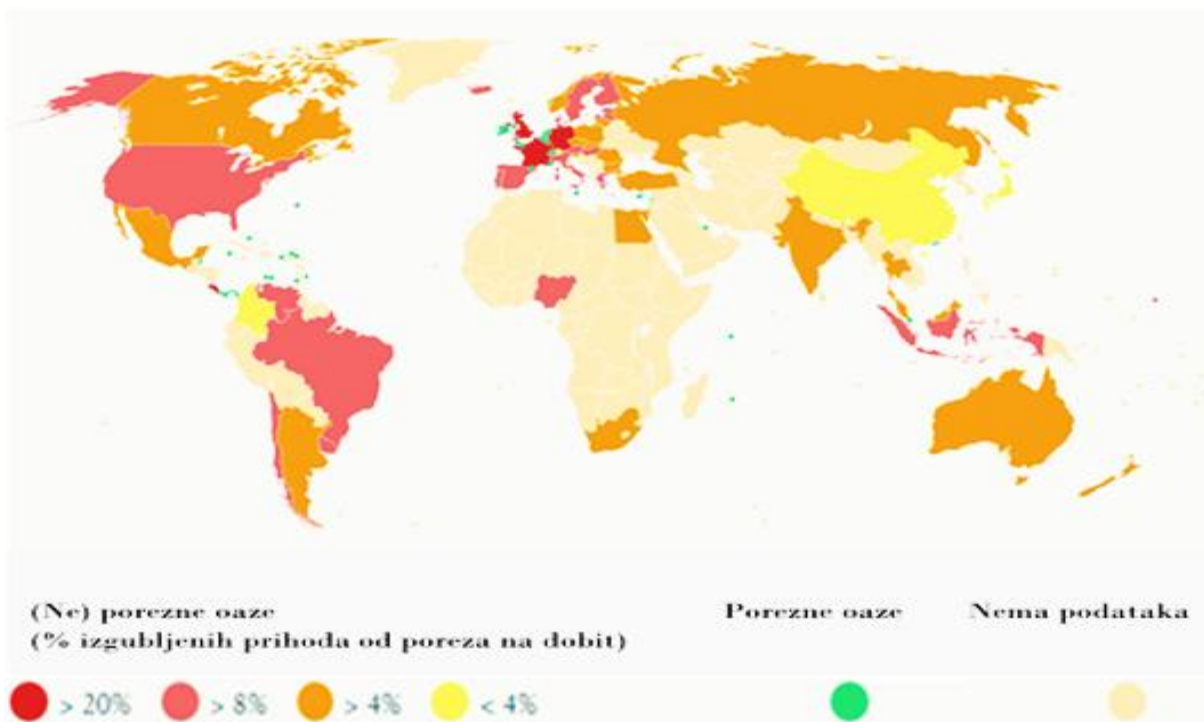 (Ne) porezne oaze
(% izgubljenih prihoda od poreza na dobit)
Porezne oaze
Nema podataka
> 20%
> 8%
> 4%
< 4%